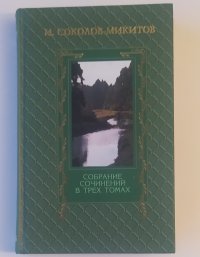 И. СОКОЛОВ-МИКИТОВ
СОБРАНИЕ
СОЧИНЕНИЙ
В ТРЕХ ТОМАХ